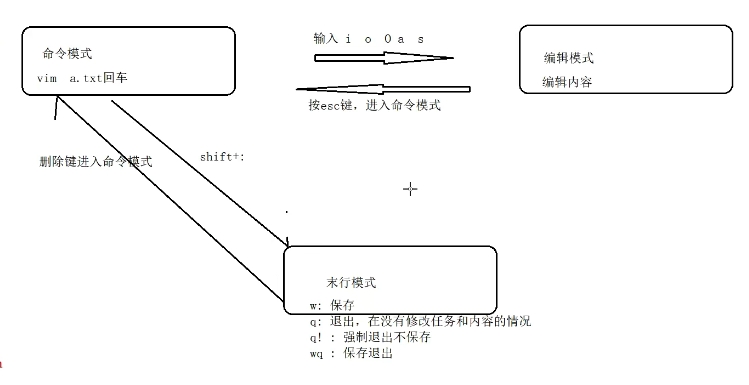 命令模式
vim a.txt回车
输入 i o O a s
按esc键，进入命令模式
编辑模式
编辑内容
删除键进入命令模式
shift+:
末行模式
w: 保存
q: 退出，在没有修改任务和内容的情况
q! : 强制退出不保存
wq : 保存退出